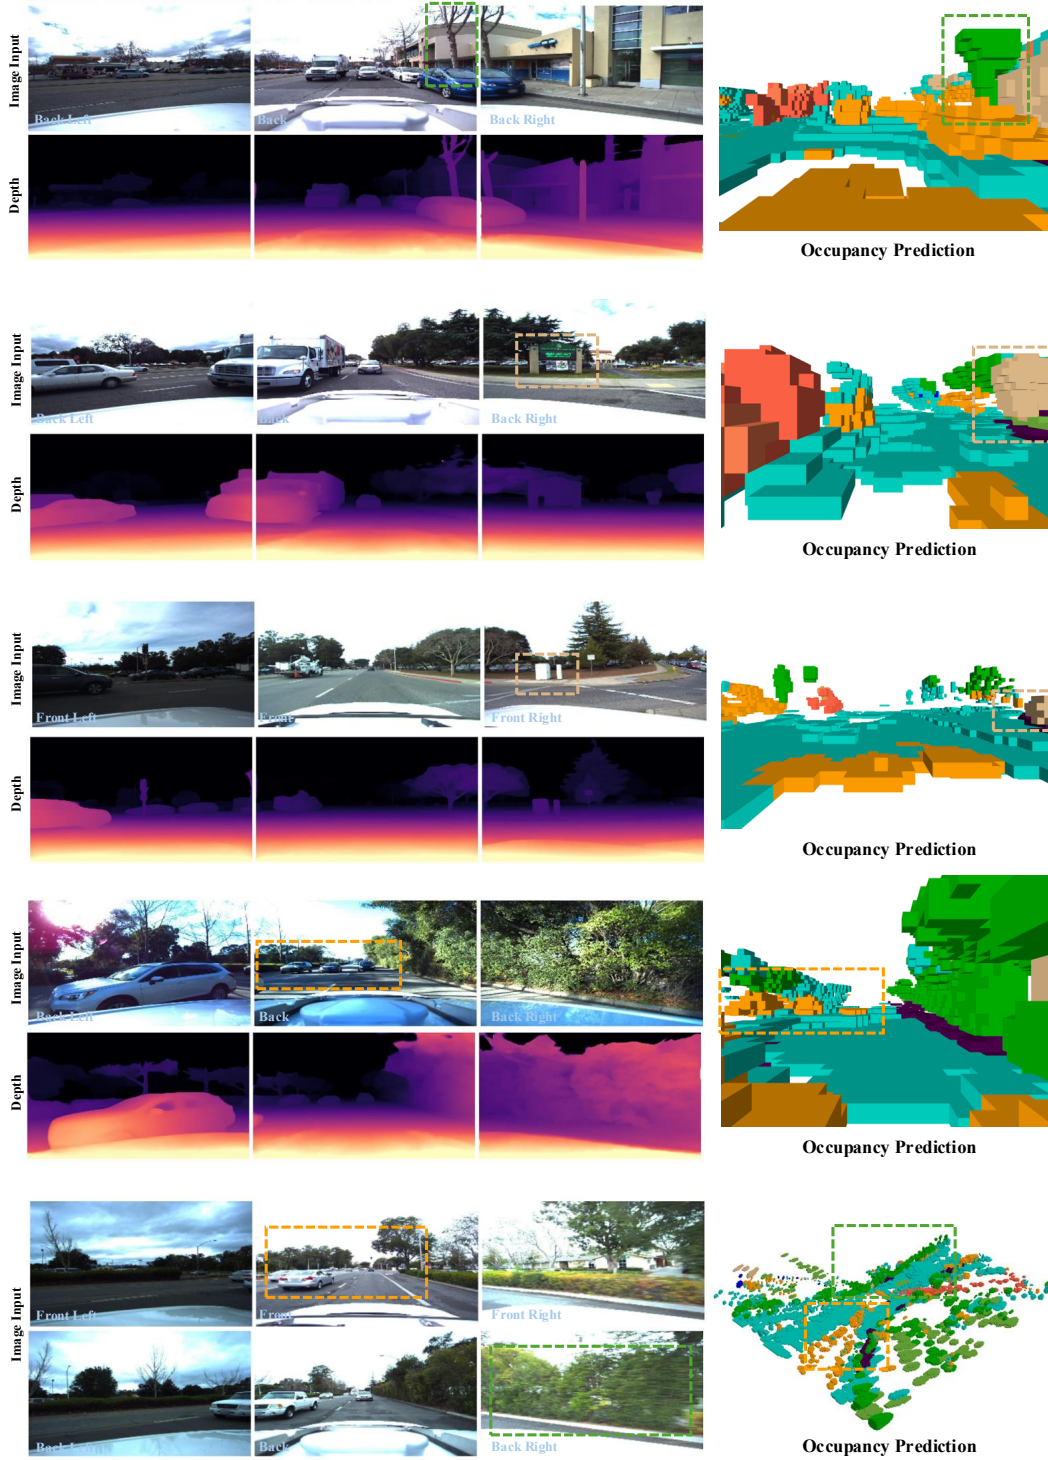 Image Input
Back Left
Back
Back Right
Depth
Occupancy Prediction
Image Input
Back Left
Back
Back Right
Depth
Occupancy Prediction
Image Input
Front Left
Front
Front Right
Depth
Occupancy Prediction
Image Input
Back Left
Back
Back Right
Depth
Occupancy Prediction
Image Input
Front Left
Front
Front Right
Back Left
Back
Back Right
Occupancy Prediction